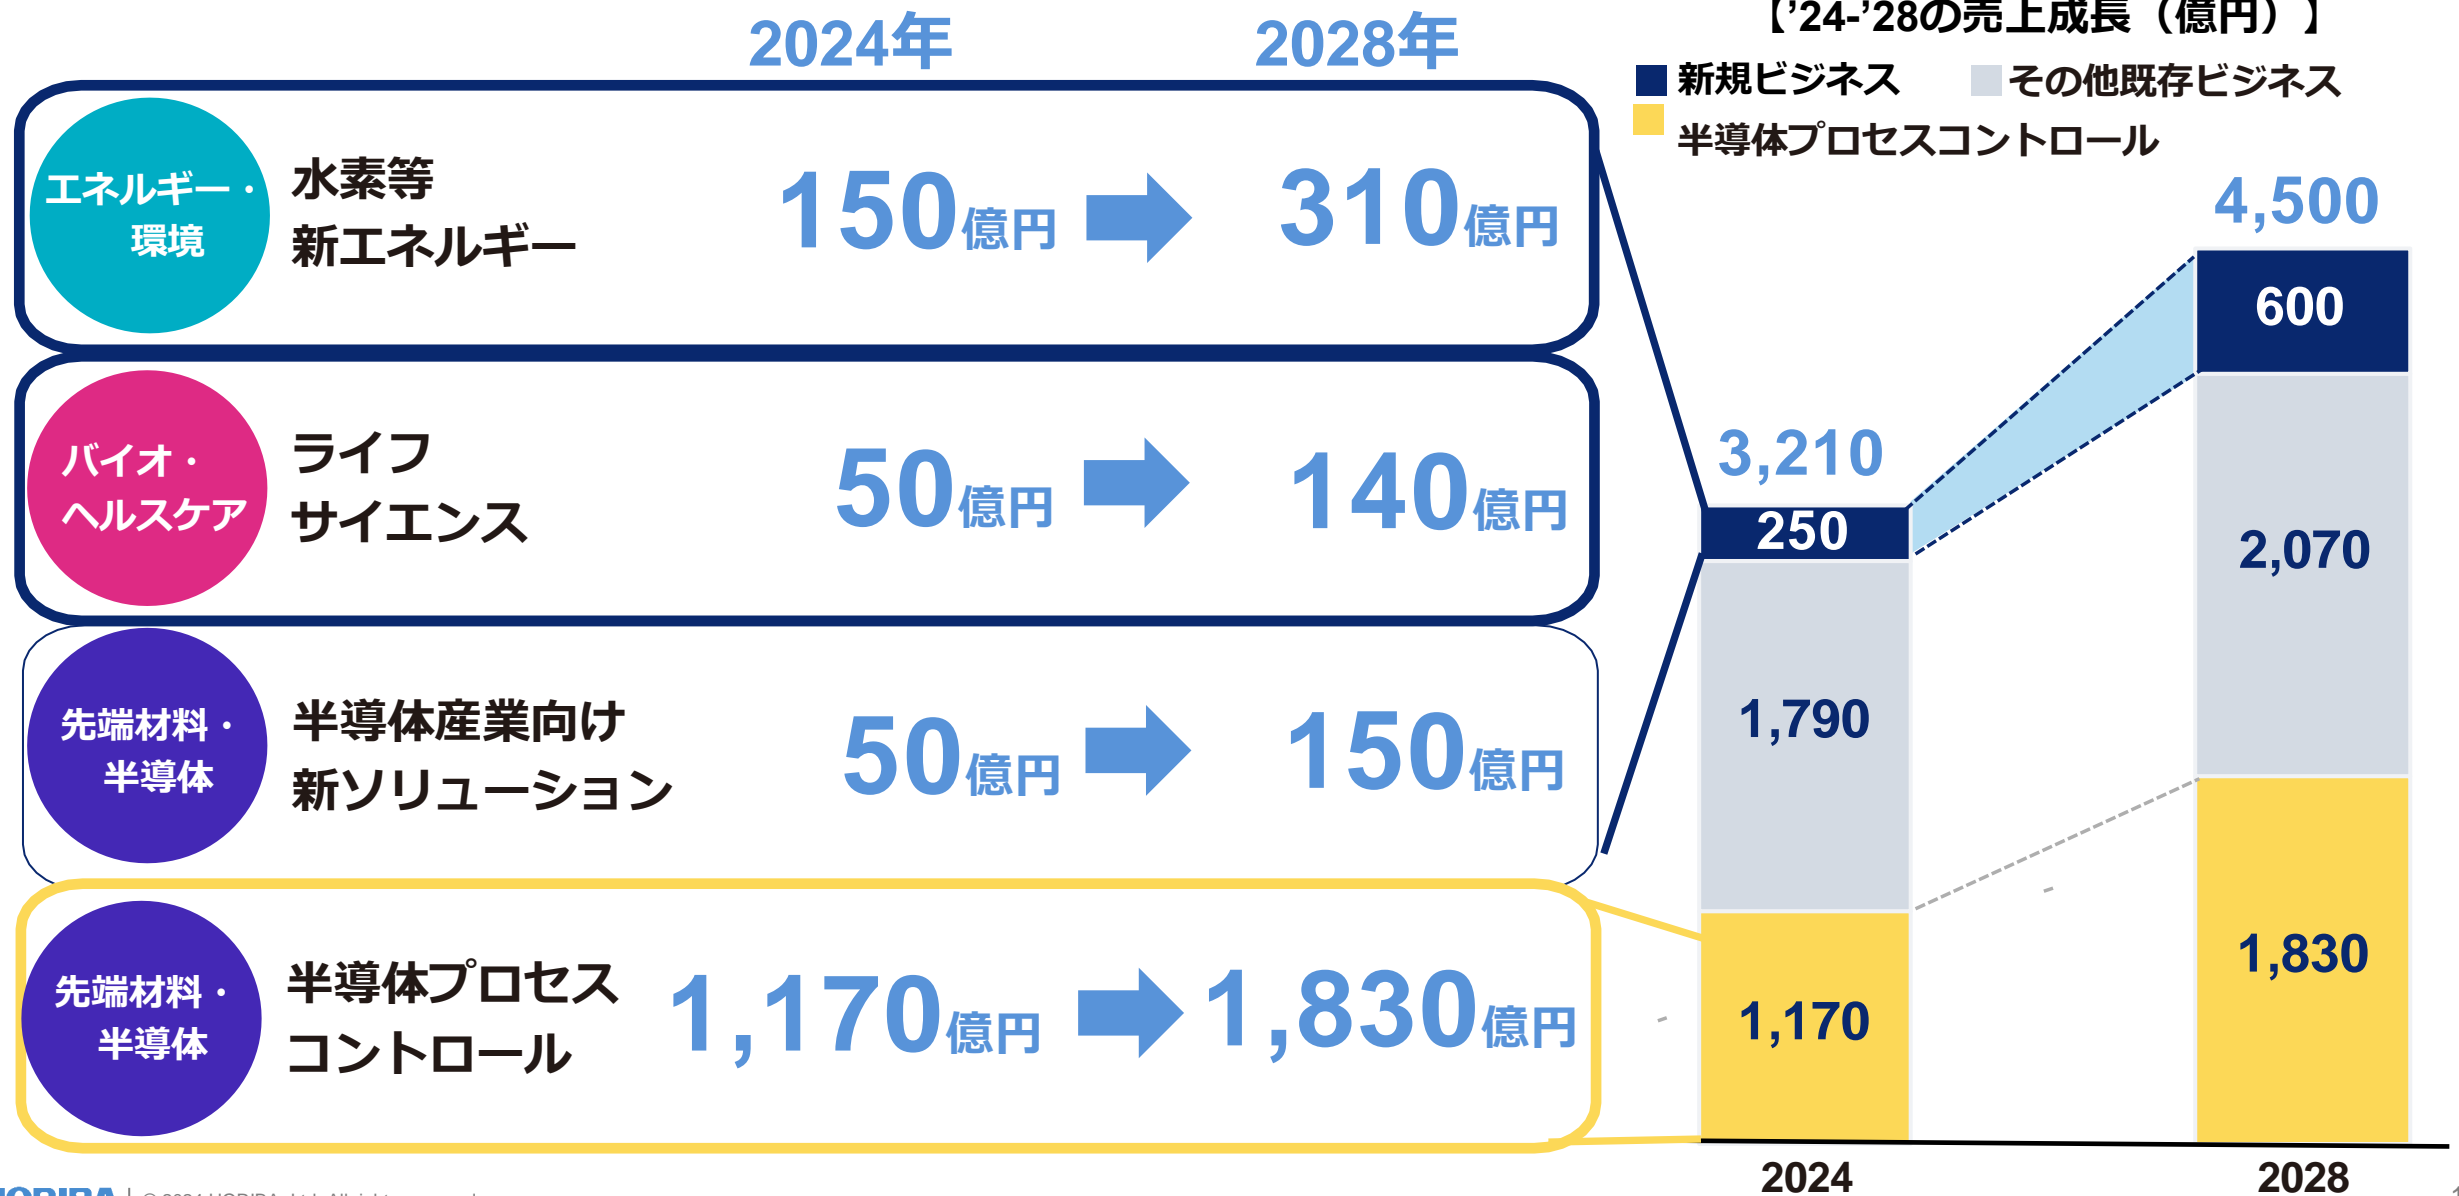 2024年
2028年
【’24-’28の売上成長（億円）】
新規ビジネス
その他既存ビジネス
半導体プロセスコントロール
エネルギー・
環境
水素等
新エネルギー
150億円
310億円
バイオ・
ヘルスケア
ライフ
サイエンス
50億円
140億円
先端材料・
半導体
半導体産業向け
新ソリューション
50億円
150億円
先端材料・
半導体
半導体プロセス
コントロール
1,170億円
1,830億円
3,210
250
1,790
1,170
2024
4,500
600
2,070
1,830
2028
HORIBA